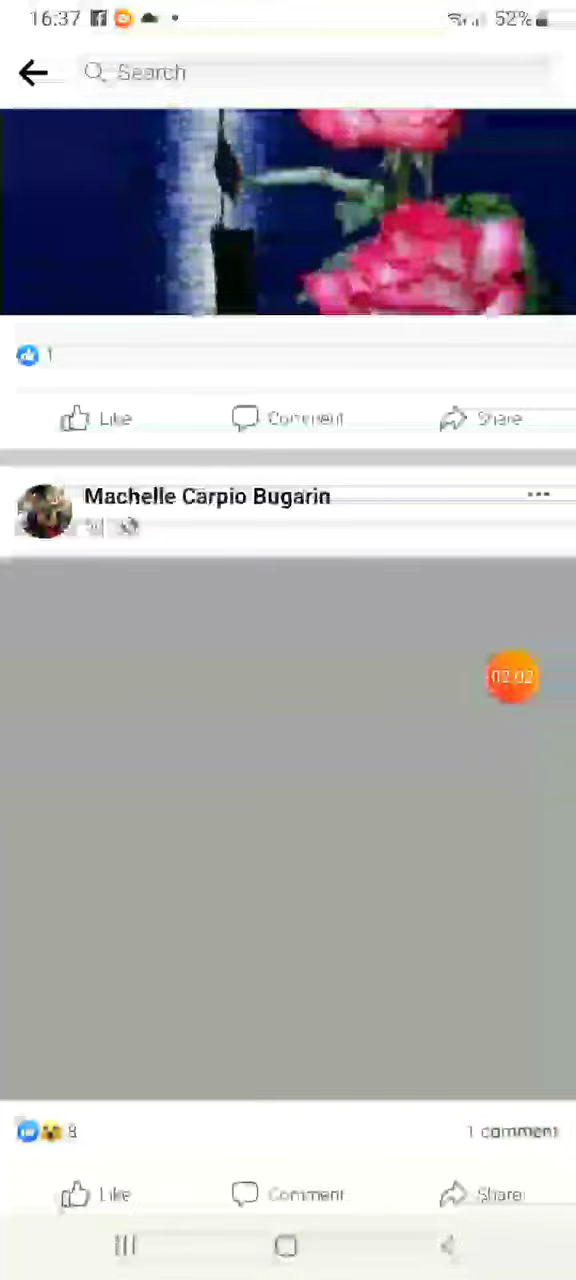 16:37 52%
Search
1
Like Comment Share
Machelle Carpio Bugarin
02:02
8 1 comment
Like Comment Share